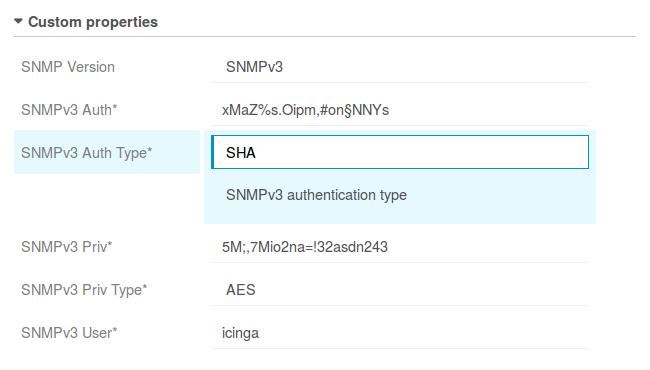 Custom properties
SNMP Version SNMPv3
SNMPv3 Auth* xMaZ%s.Oipm,#on§NNYs
SNMPv3 Auth Type* SHA
SNMPv3 authentication type
SNMPv3 Priv* 5M;,7Mio2na=!32asdn243
SNMPv3 Priv Type* AES
SNMPv3 User* icinga